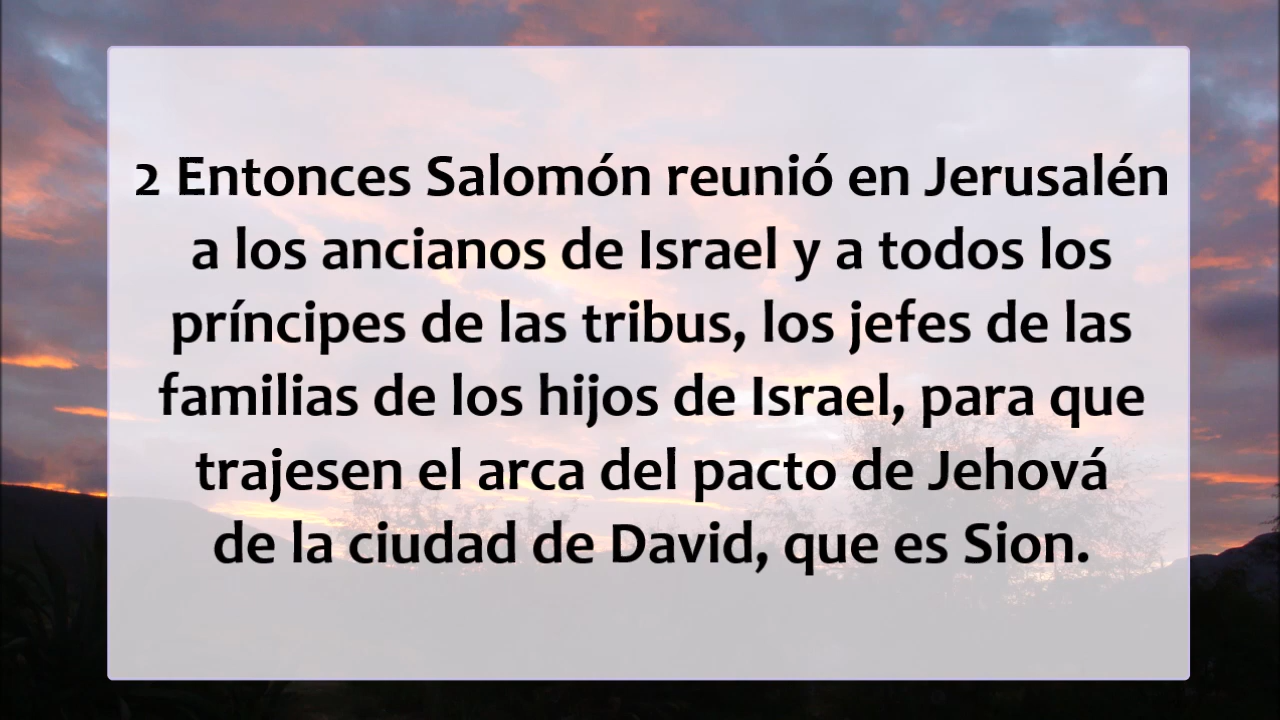 2 Entonces Salomón reunió en Jerusalén
a los ancianos de Israel y a todos los
príncipes de las tribus, los jefes de las
familias de los hijos de Israel, para que
trajesen el arca del pacto de Jehová
de la ciudad de David, que es Sion.